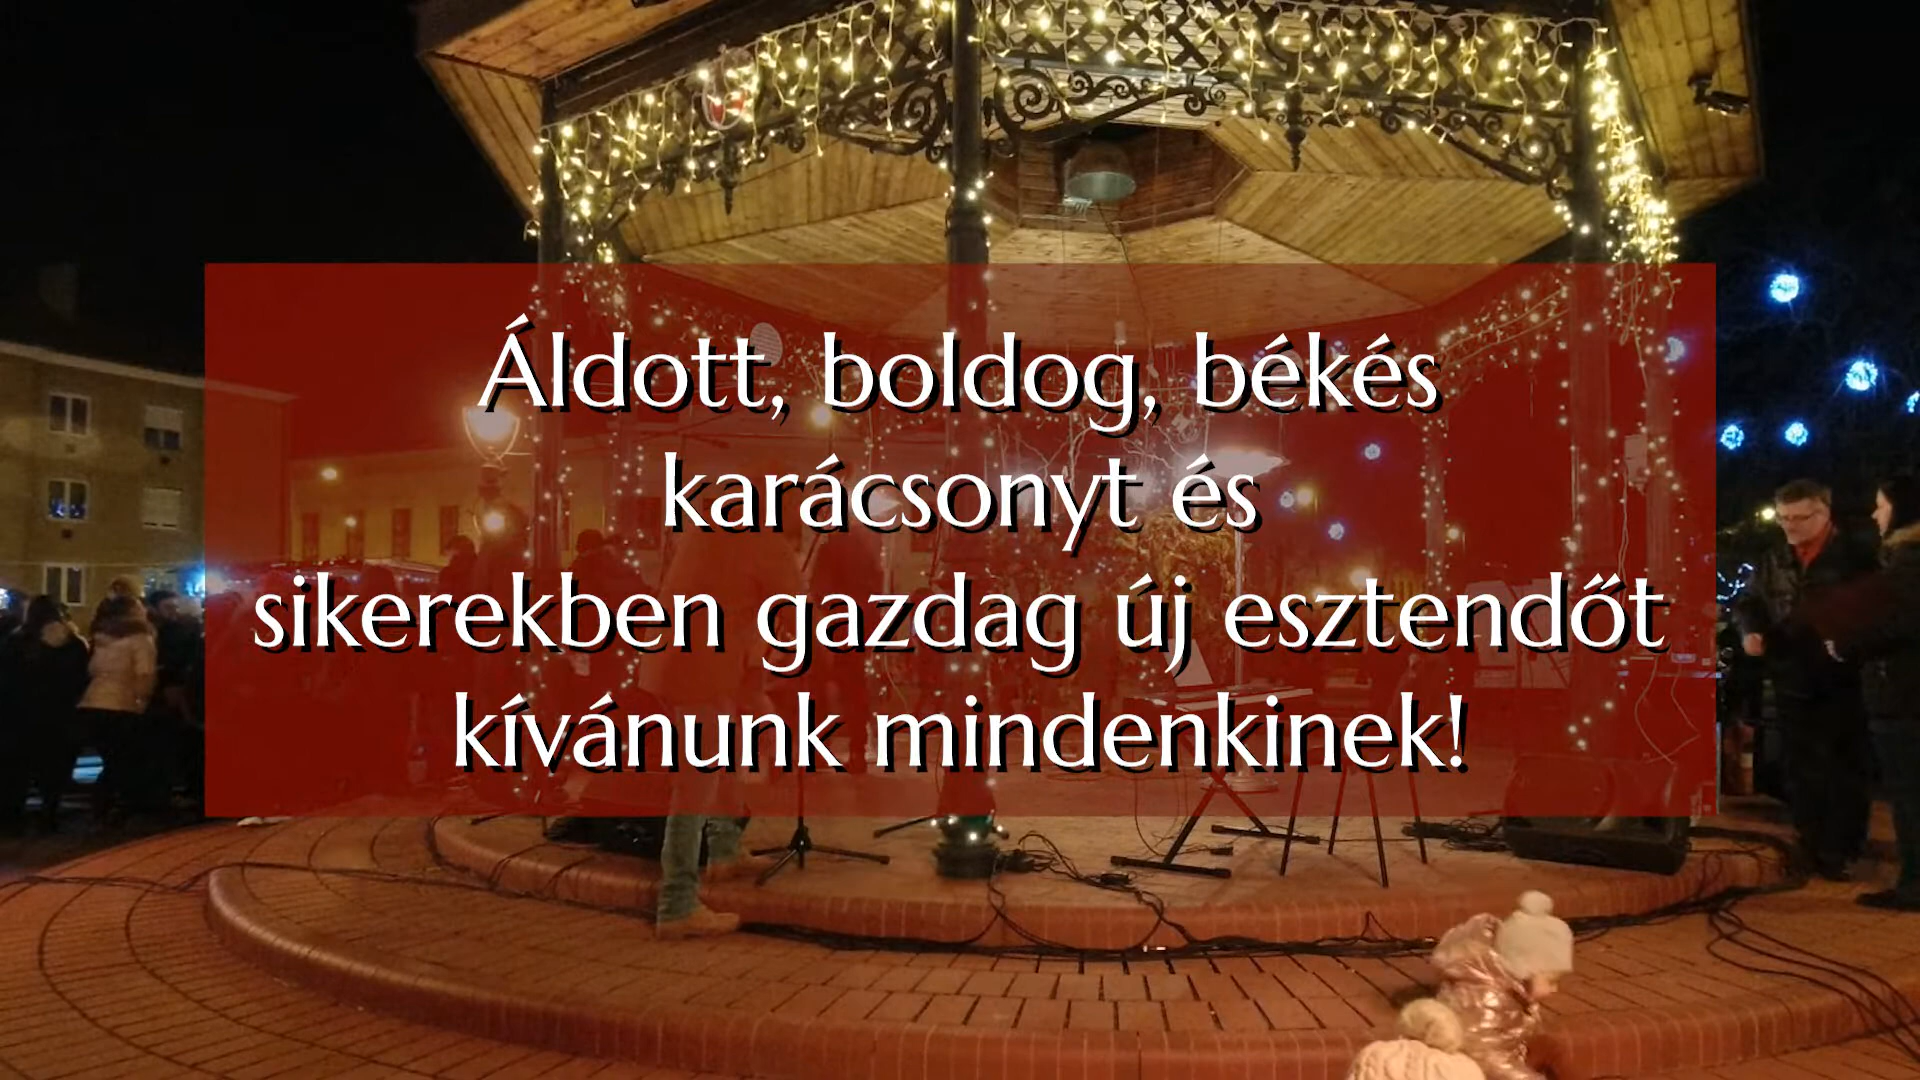 Áldott, boldog, békés
karácsonyt és
sikerekben gazdag új esztendőt
kívánunk mindenkinek!